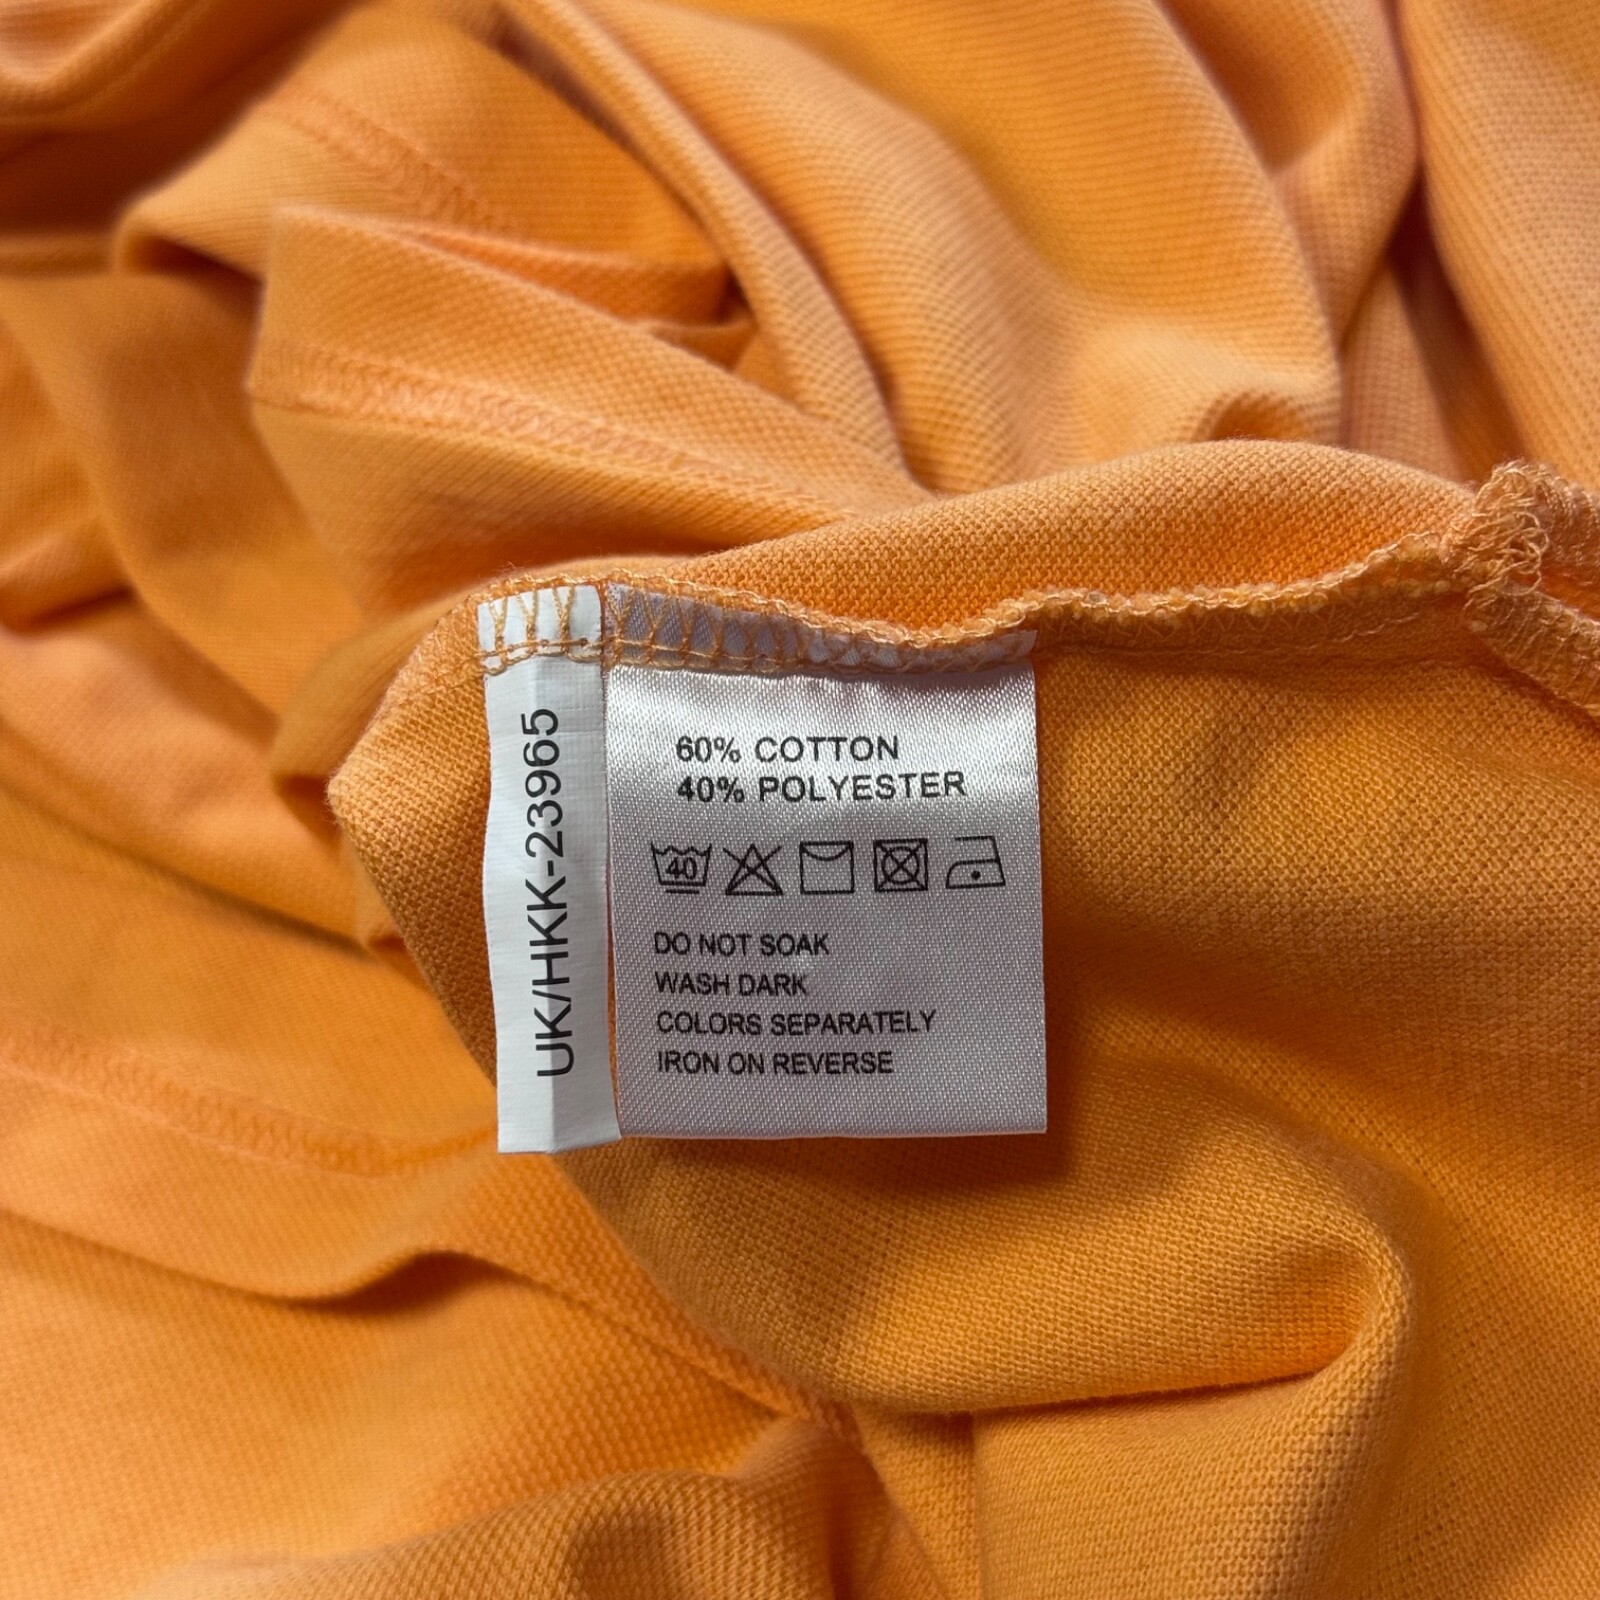 UK/HKK-23965
60% COTTON
40% POLYESTER
40
DO NOT SOAK
WASH DARK
COLORS SEPARATELY
IRON ON REVERSE